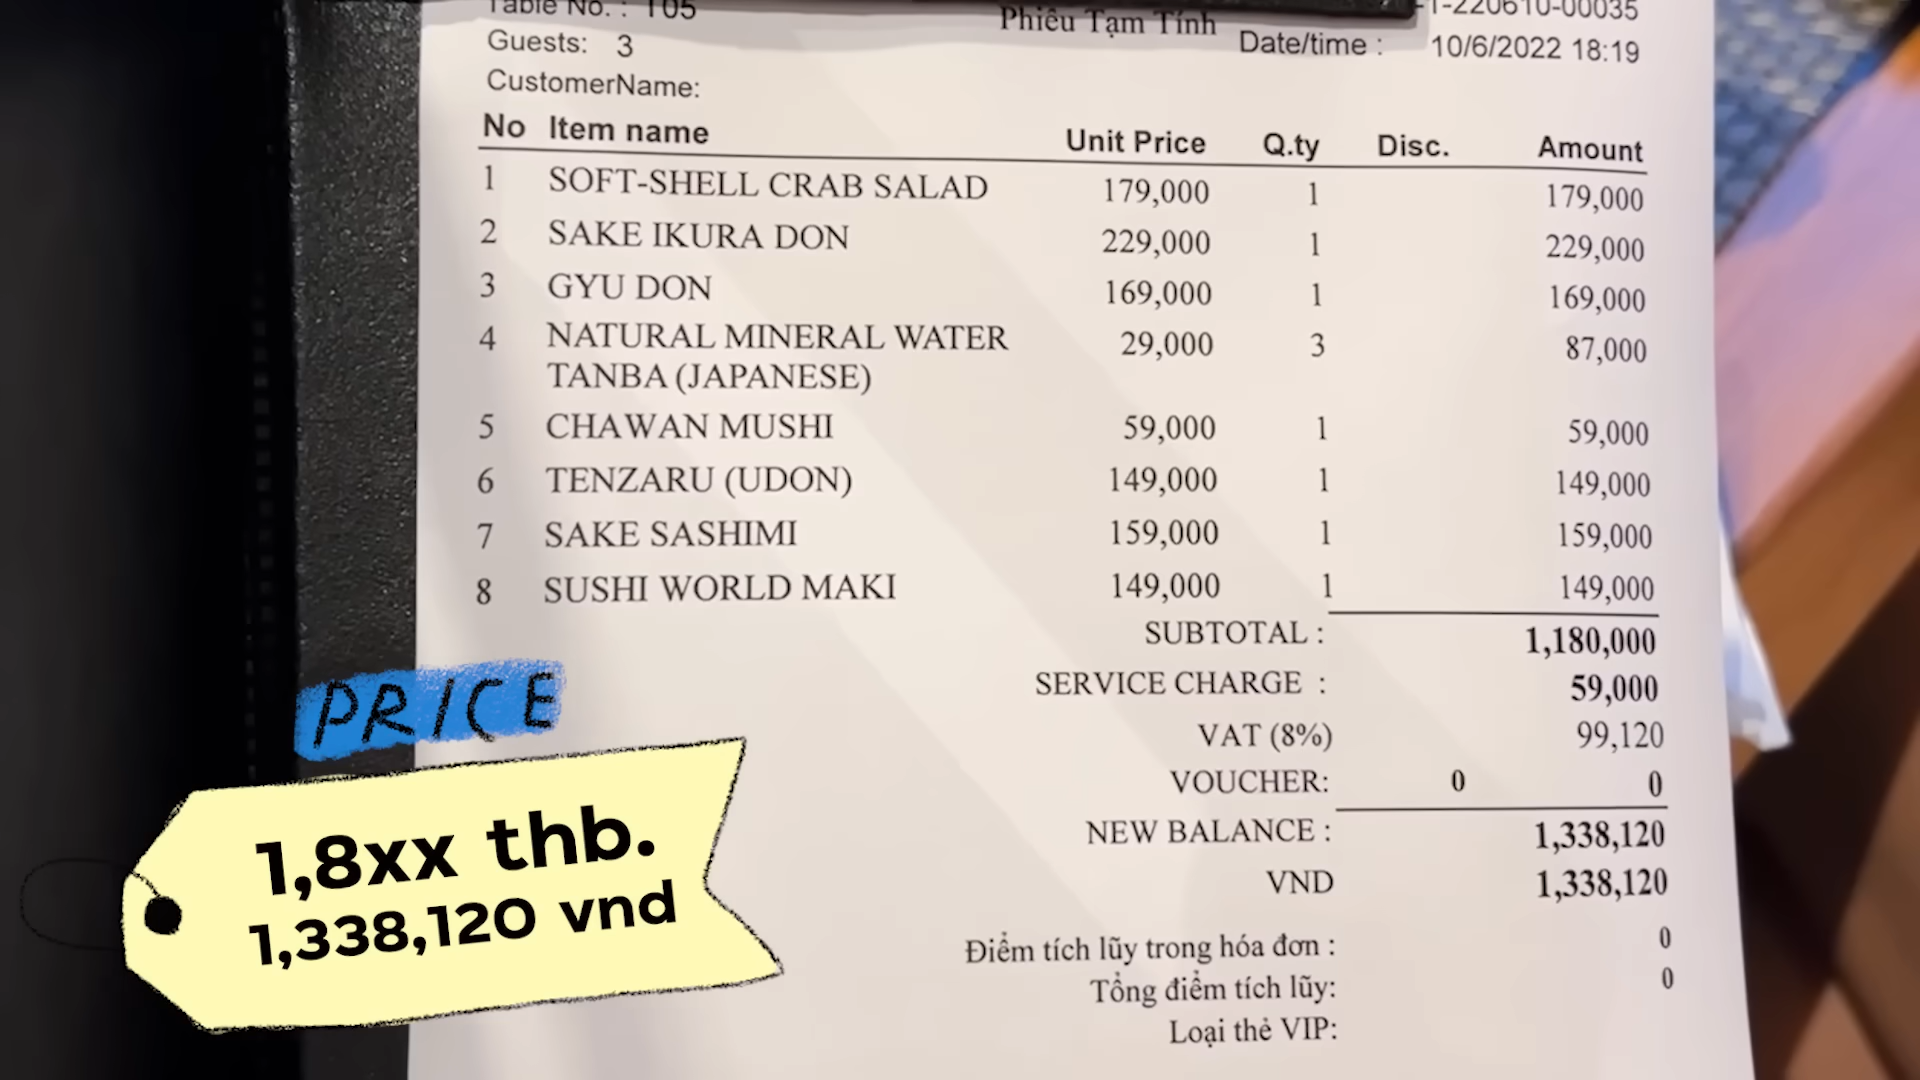 Table No. : T05
Phiếu Tạm Tính
1-220610-00035
Guests: 3
Date/time : 10/6/2022 18:19
CustomerName:
No Item name Unit Price Q.ty Disc. Amount
1 SOFT-SHELL CRAB SALAD 179,000 1 179,000
2 SAKE IKURA DON 229,000 1 229,000
3 GYU DON 169,000 1 169,000
4 NATURAL MINERAL WATER 29,000 3 87,000
TANBA (JAPANESE)
5 CHAWAN MUSHI 59,000 1 59,000
6 TENZARU (UDON) 149,000 1 149,000
7 SAKE SASHIMI 159,000 1 159,000
8 SUSHI WORLD MAKI 149,000 1 149,000
SUBTOTAL : 1,180,000
SERVICE CHARGE : 59,000
VAT (8%) 99,120
VOUCHER: 0 0
NEW BALANCE : 1,338,120
VND 1,338,120
Điểm tích lũy trong hóa đơn : 0
Tổng điểm tích lũy: 0
Loại thẻ VIP:
PRICE
1,8xx thb.
1,338,120 vnd